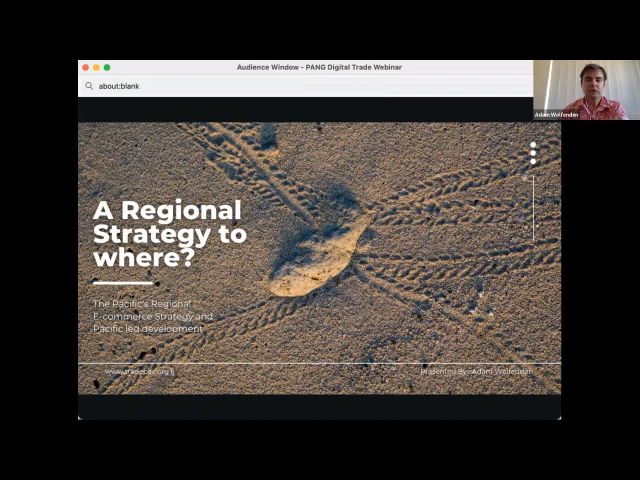 Audience Window - PANG Digital Trade Webinar
about:blank
Adam Wolfenden
A Regional
Strategy to
where?
The Pacific's Regional
E-commerce Strategy and
Pacific led development
Presented By: Adam Wolfenden